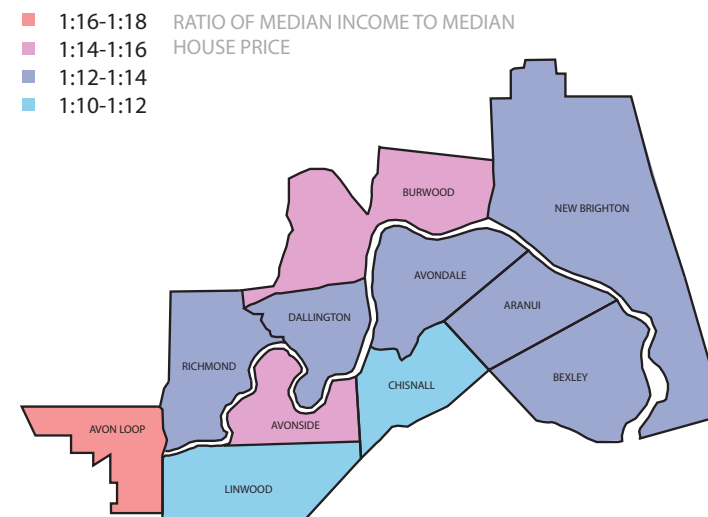 1:16-1:18
1:14-1:16
1:12-1:14
1:10-1:12
RATIO OF MEDIAN INCOME TO MEDIAN
HOUSE PRICE
BURWOOD
NEW BRIGHTON
AVONDALE
ARANUI
DALLINGTON
RICHMOND
CHISNALL
BEXLEY
AVON LOOP
AVONSIDE
LINWOOD